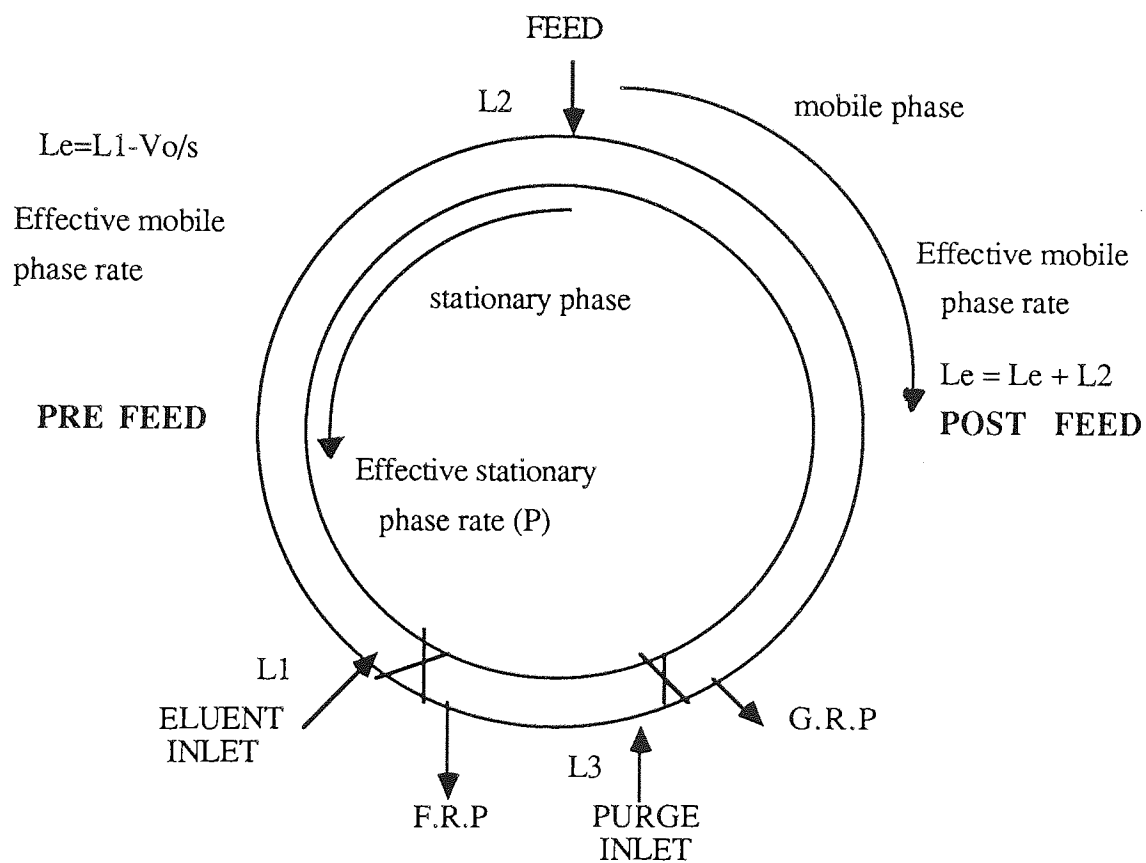 FEED
L2
mobile phase
Le=L1-Vo/s
Effective mobile
phase rate
Effective mobile
phase rate
stationary phase
Le = Le + L2
PRE FEED
POST FEED
Effective stationary
phase rate (P)
L1
ELUENT
INLET
G.R.P
L3
F.R.P
PURGE
INLET